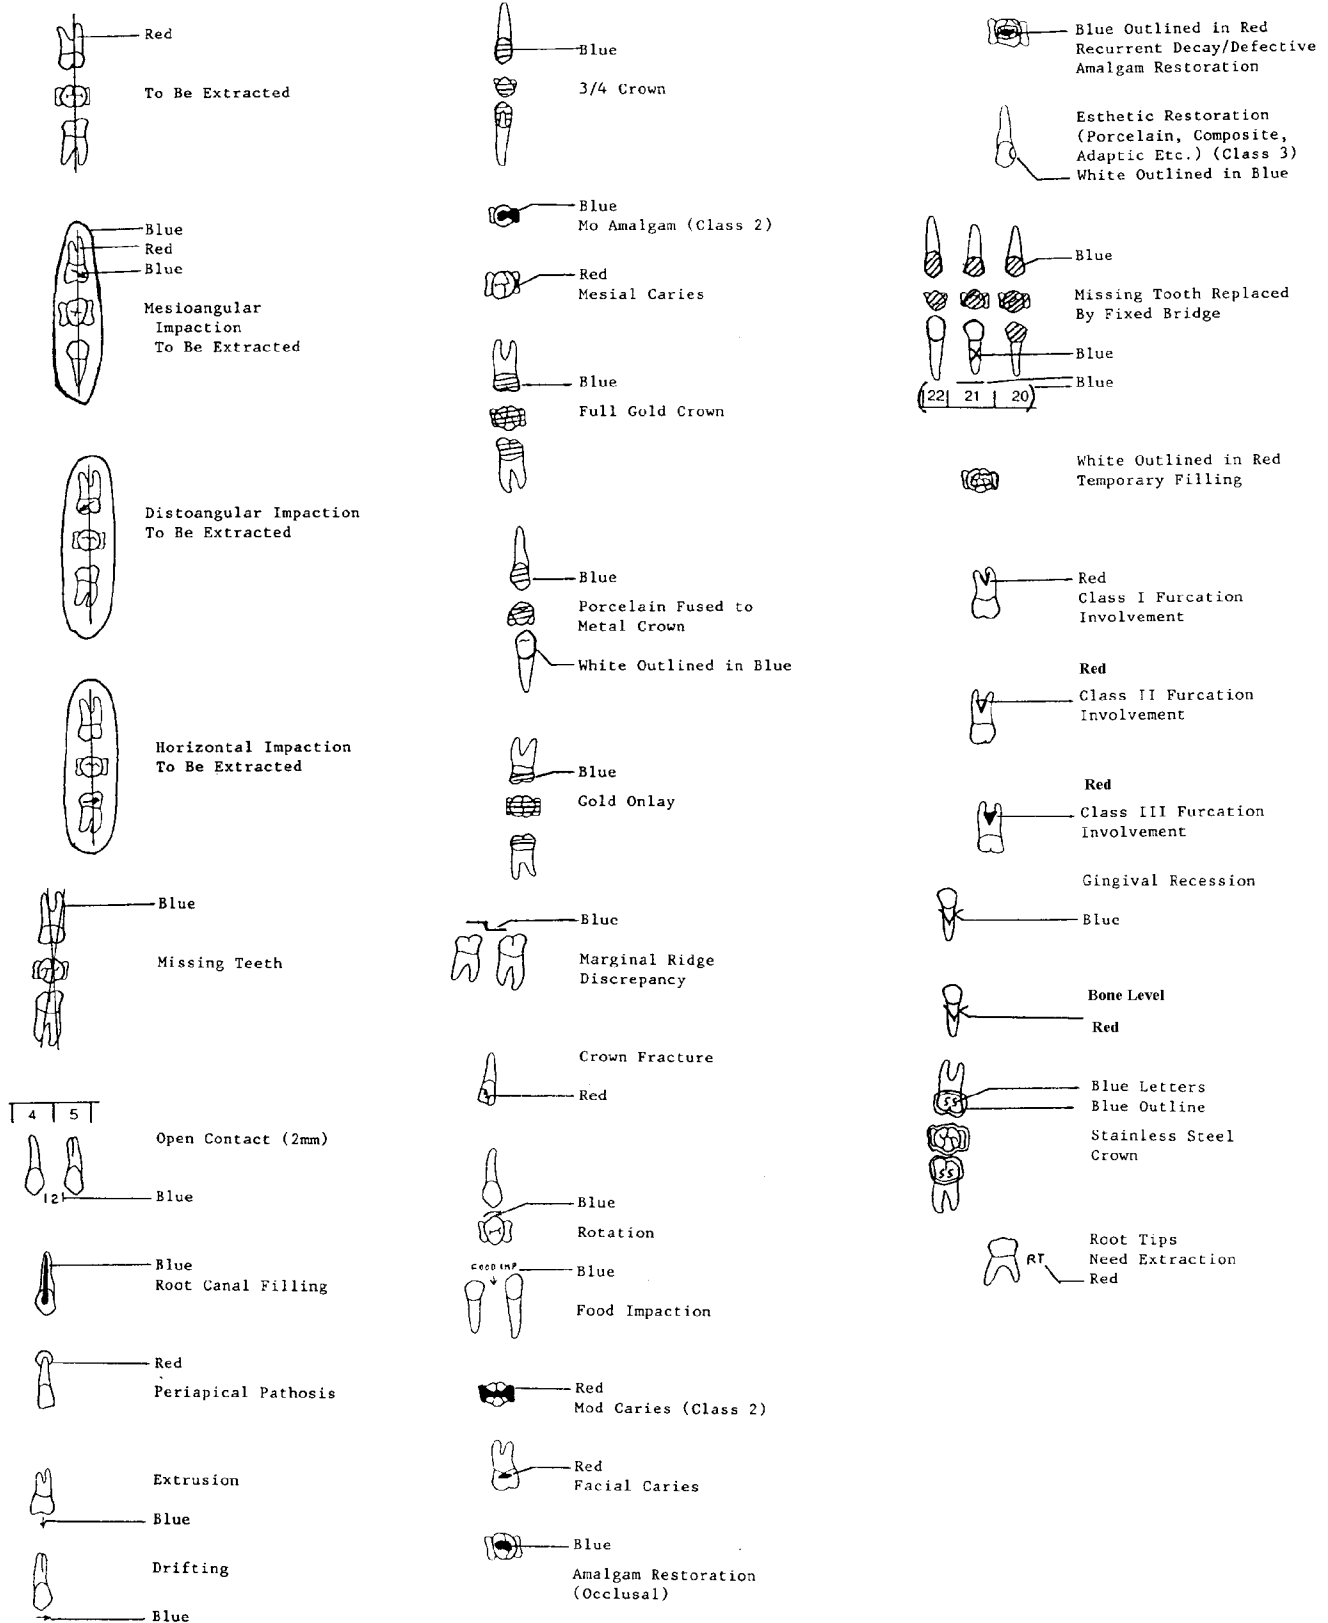 Red
To Be Extracted
Blue
Red
Blue
Mesioangular
Impaction
To Be Extracted
Distoangular Impaction
To Be Extracted
Horizontal Impaction
To Be Extracted
Blue
Missing Teeth
4 5
Open Contact (2mm)
12
Blue
Blue
Root Canal Filling
Red
Periapical Pathosis
Extrusion
Blue
Drifting
Blue
Blue
3/4 Crown
Blue
Mo Amalgam (Class 2)
Red
Mesial Caries
Blue
Full Gold Crown
Blue
Porcelain Fused to
Metal Crown
White Outlined in Blue
Blue
Gold Onlay
Blue
Marginal Ridge
Discrepancy
Crown Fracture
Red
Blue
Rotation
FOOD IMP
Blue
Food Impaction
Red
Mod Caries (Class 2)
Red
Facial Caries
Blue
Amalgam Restoration
(Occlusal)
Blue Outlined in Red
Recurrent Decay/Defective
Amalgam Restoration
Esthetic Restoration
(Porcelain, Composite,
Adaptic Etc.) (Class 3)
White Outlined in Blue
Blue
Missing Tooth Replaced
By Fixed Bridge
Blue
Blue
(22 21 20)
White Outlined in Red
Temporary Filling
Red
Class I Furcation
Involvement
Red
Class II Furcation
Involvement
Red
Class III Furcation
Involvement
Gingival Recession
Blue
Bone Level
Red
SS
Blue Letters
Blue Outline
Stainless Steel
Crown
SS
Root Tips
Need Extraction
RT
Red